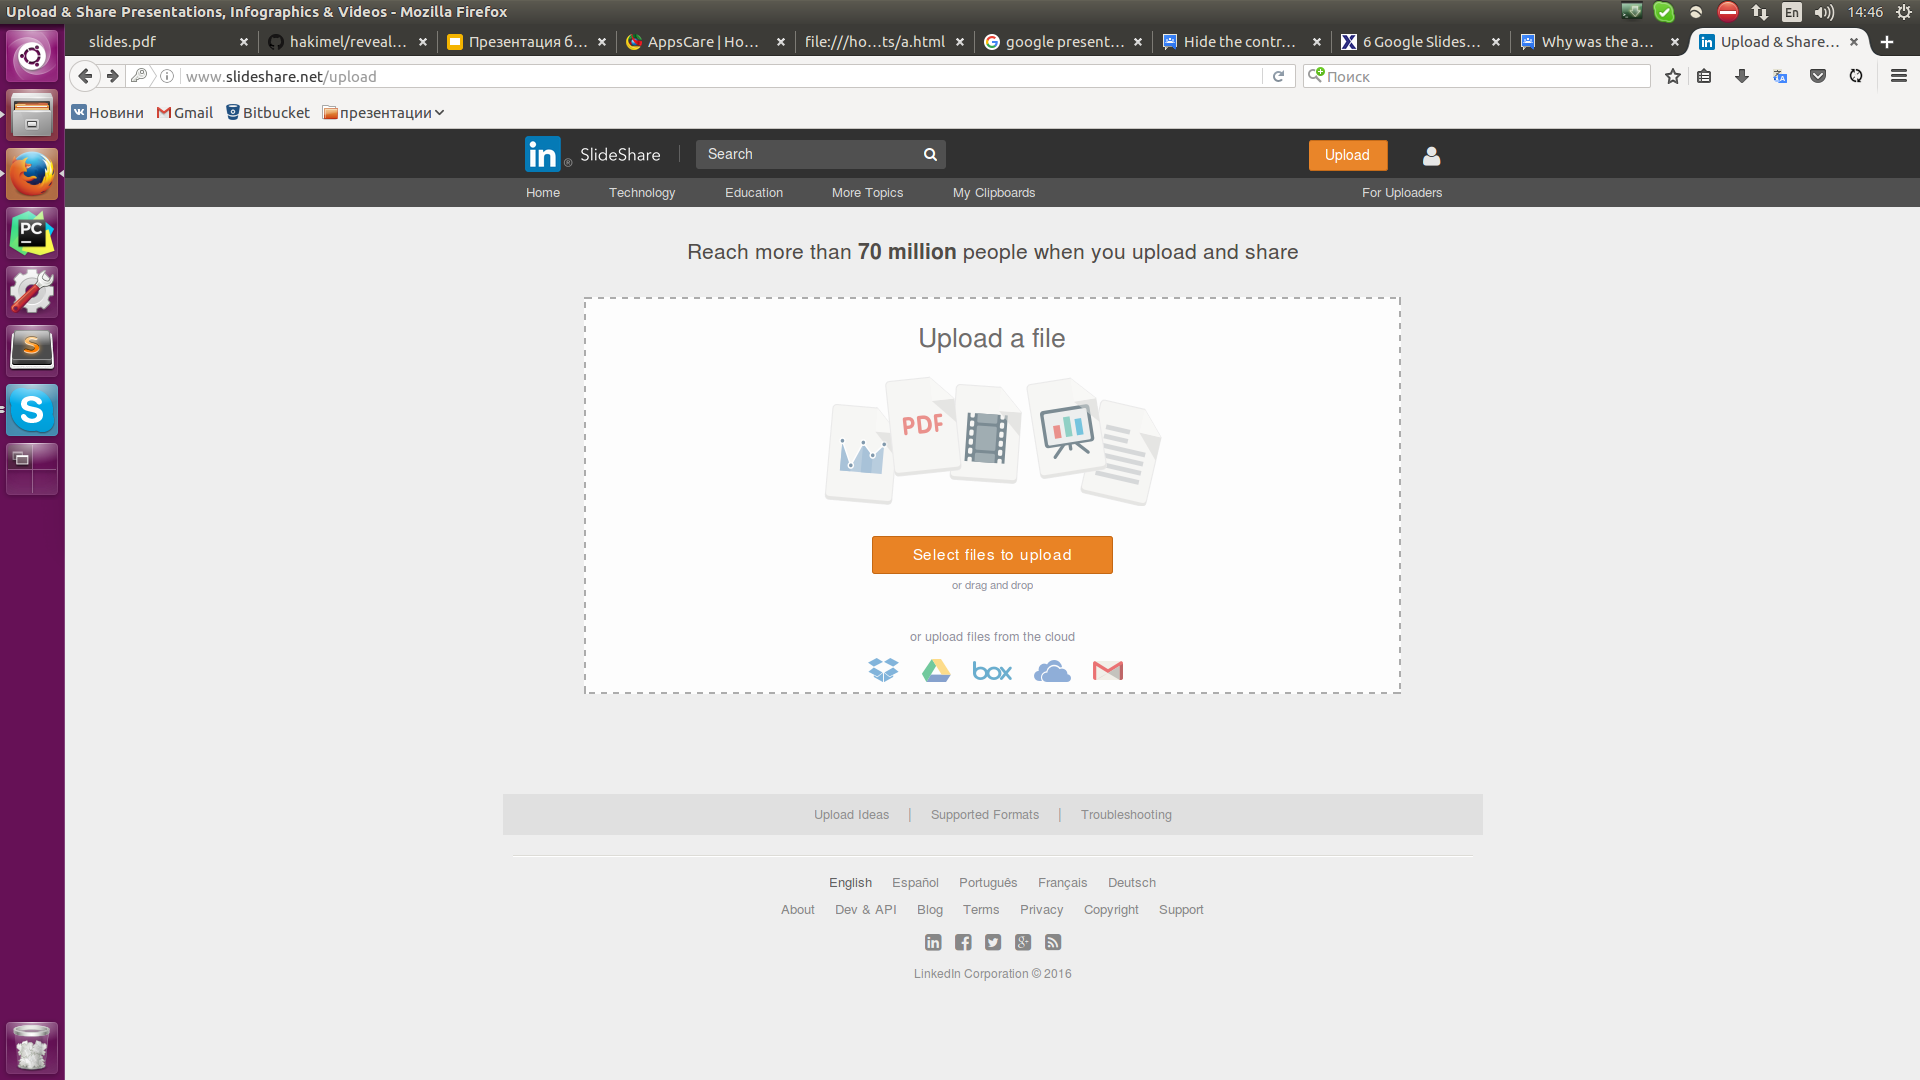 Upload & Share Presentations, Infographics & Videos - Mozilla Firefox
En
14:46
slides.pdf
hakimel/reveal...
Презентация б...
AppsCare | Ho...
file:///ho...ts/a.html
google present...
Hide the contr...
6 Google Slides...
Why was the a...
Upload & Share...
www.slideshare.net/upload
Поиск
Новини
Gmail
Bitbucket
презентации
in
SlideShare
Search
Upload
Home
Technology
Education
More Topics
My Clipboards
For Uploaders
Reach more than 70 million people when you upload and share
Upload a file
PDF
Select files to upload
or drag and drop
or upload files from the cloud
box
Upload Ideas
Supported Formats
Troubleshooting
English
Español
Português
Français
Deutsch
About
Dev & API
Blog
Terms
Privacy
Copyright
Support
LinkedIn Corporation © 2016
PC
S
S